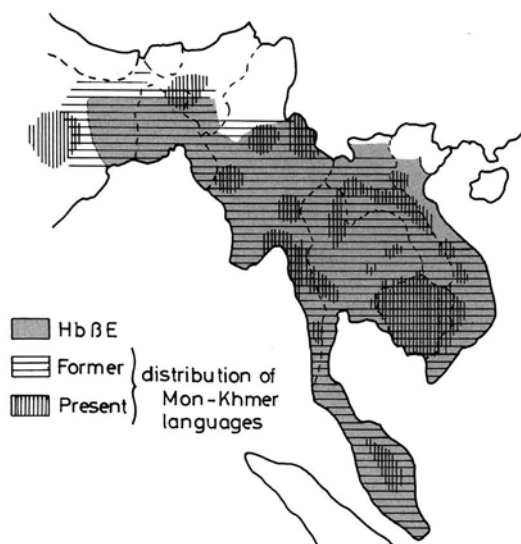 HbβE
Former
Present
distribution of
Mon-Khmer
languages